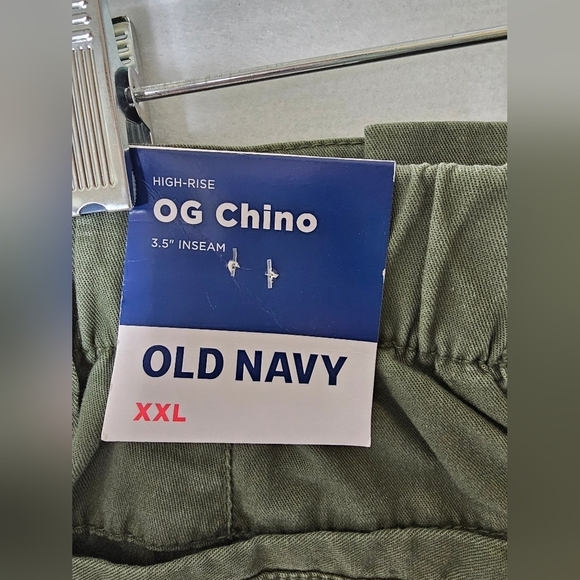 HIGH-RISE
OG Chino
3.5" INSEAM
OLD NAVY
XXL